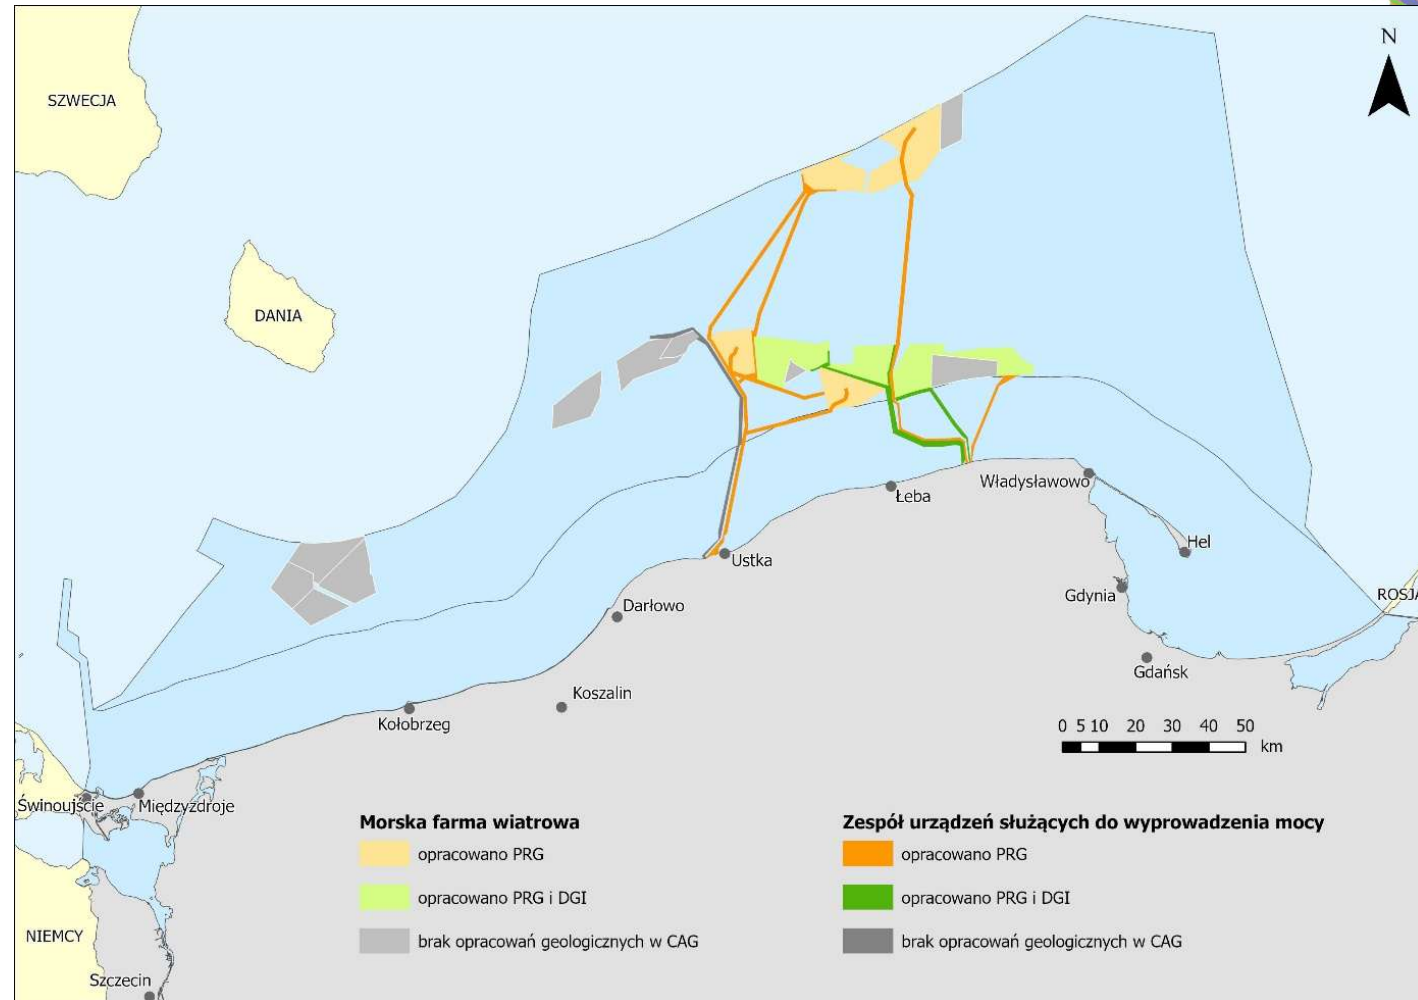 N
SZWECJA
DANIA
Władysławowo
Łeba
Hel
Ustka
Gdynia
ROSJA
Darłowo
Gdańsk
Koszalin
Kołobrzeg
0 5 10 20 30 40 50
km
Świnoujście
Międzyzdroje
Morska farma wiatrowa
opracowano PRG
opracowano PRG i DGI
brak opracowań geologicznych w CAG
Zespół urządzeń służących do wyprowadzenia mocy
opracowano PRG
opracowano PRG i DGI
brak opracowań geologicznych w CAG
NIEMCY
Szczecin